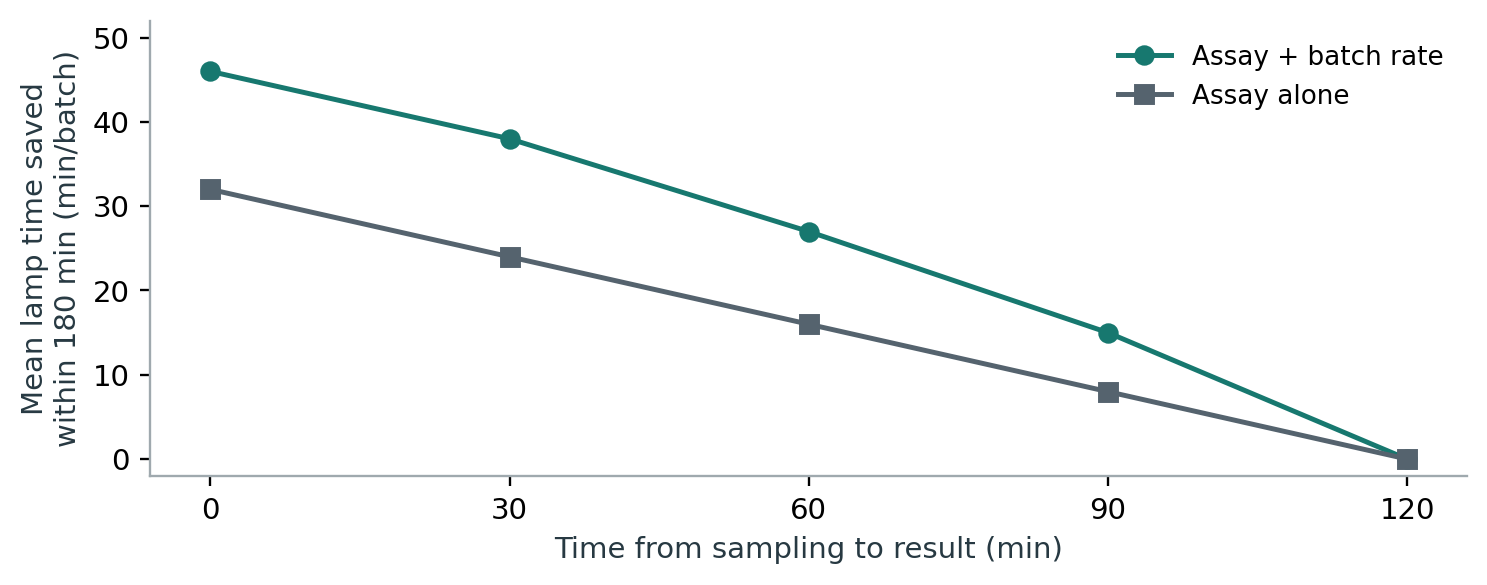 Mean lamp time saved
within 180 min (min/batch)
50
40
30
20
10
0
Assay + batch rate
Assay alone
0 30 60 90 120
Time from sampling to result (min)